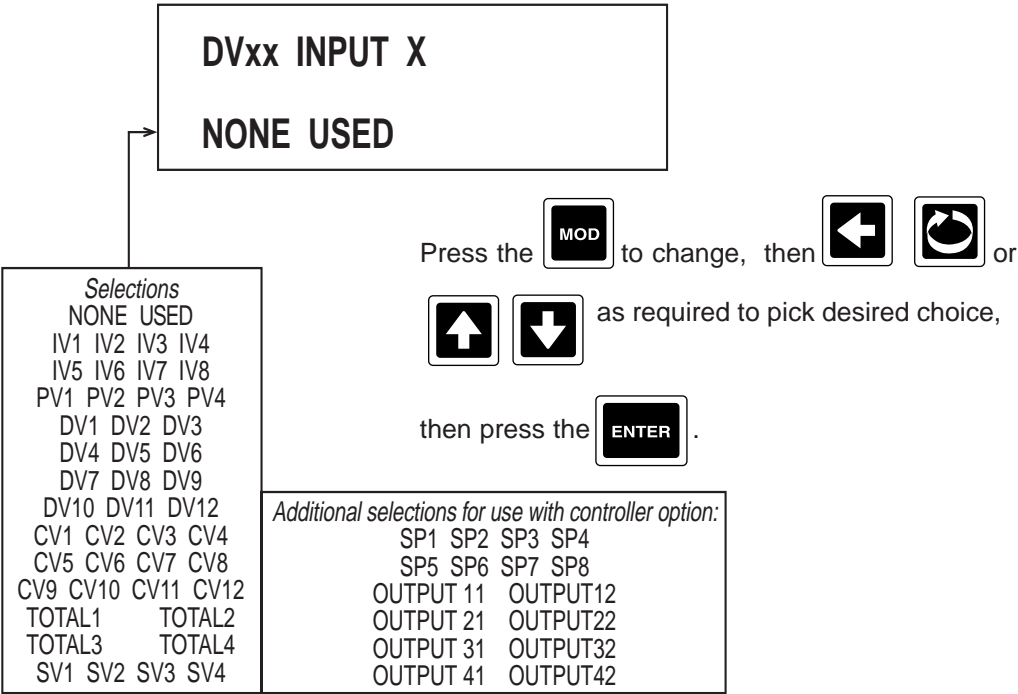 DVxx INPUT X
NONE USED
Press the MOD to change, then or
as required to pick desired choice,
then press the ENTER .
Selections
NONE USED
IV1 IV2 IV3 IV4
IV5 IV6 IV7 IV8
PV1 PV2 PV3 PV4
DV1 DV2 DV3
DV4 DV5 DV6
DV7 DV8 DV9
DV10 DV11 DV12
CV1 CV2 CV3 CV4
CV5 CV6 CV7 CV8
CV9 CV10 CV11 CV12
TOTAL1 TOTAL2
TOTAL3 TOTAL4
SV1 SV2 SV3 SV4
Additional selections for use with controller option:
SP1 SP2 SP3 SP4
SP5 SP6 SP7 SP8
OUTPUT 11 OUTPUT12
OUTPUT 21 OUTPUT22
OUTPUT 31 OUTPUT32
OUTPUT 41 OUTPUT42